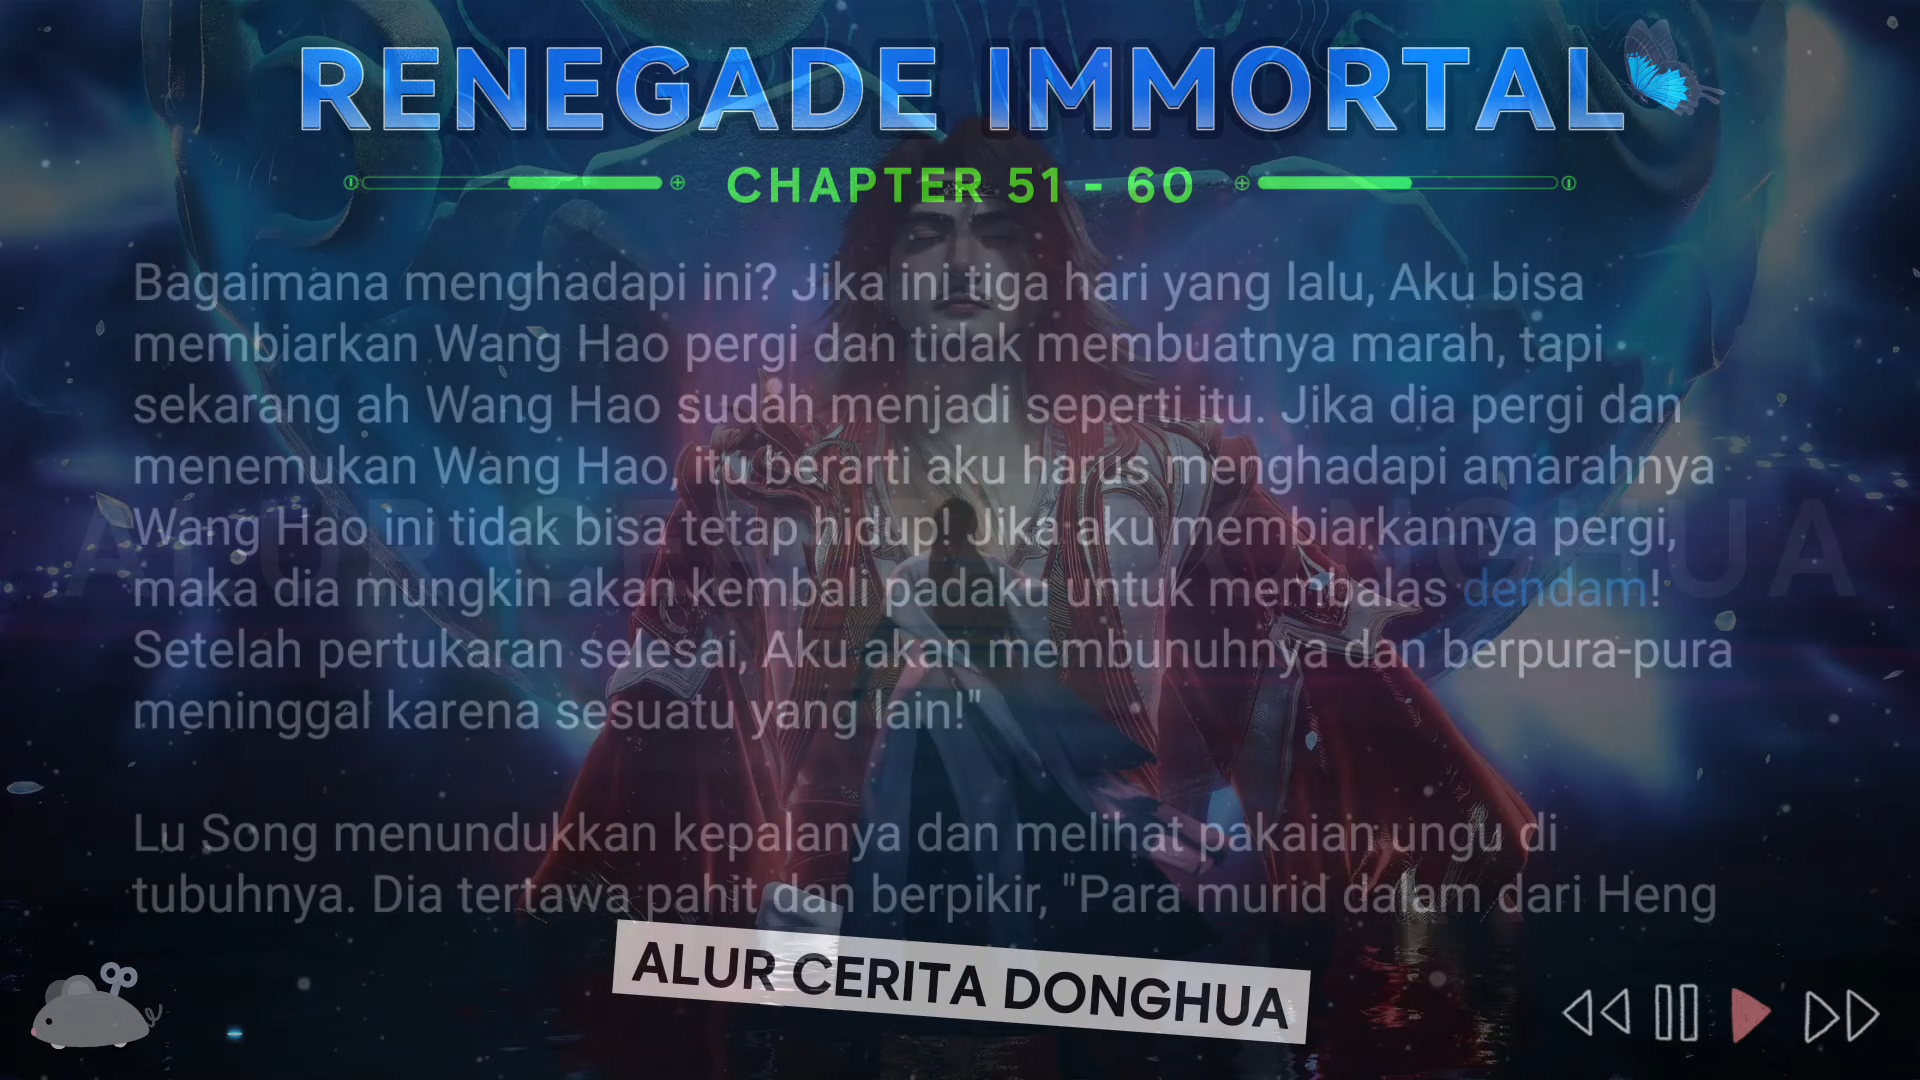 RENEGADE IMMORTAL
CHAPTER 51 - 60
Bagaimana menghadapi ini? Jika ini tiga hari yang lalu, Aku bisa
membiarkan Wang Hao pergi dan tidak membuatnya marah, tapi
sekarang ah Wang Hao sudah menjadi seperti itu. Jika dia pergi dan
menemukan Wang Hao, itu berarti aku harus menghadapi amarahnya
Wang Hao ini tidak bisa tetap hidup! Jika aku membiarkannya pergi,
maka dia mungkin akan kembali padaku untuk membalas dendam!
Setelah pertukaran selesai, Aku akan membunuhnya dan berpura-pura
meninggal karena sesuatu yang lain!"
Lu Song menundukkan kepalanya dan melihat pakaian ungu di
tubuhnya. Dia tertawa pahit dan berpikir, "Para murid dalam dari Heng
ALUR CERITA DONGHUA